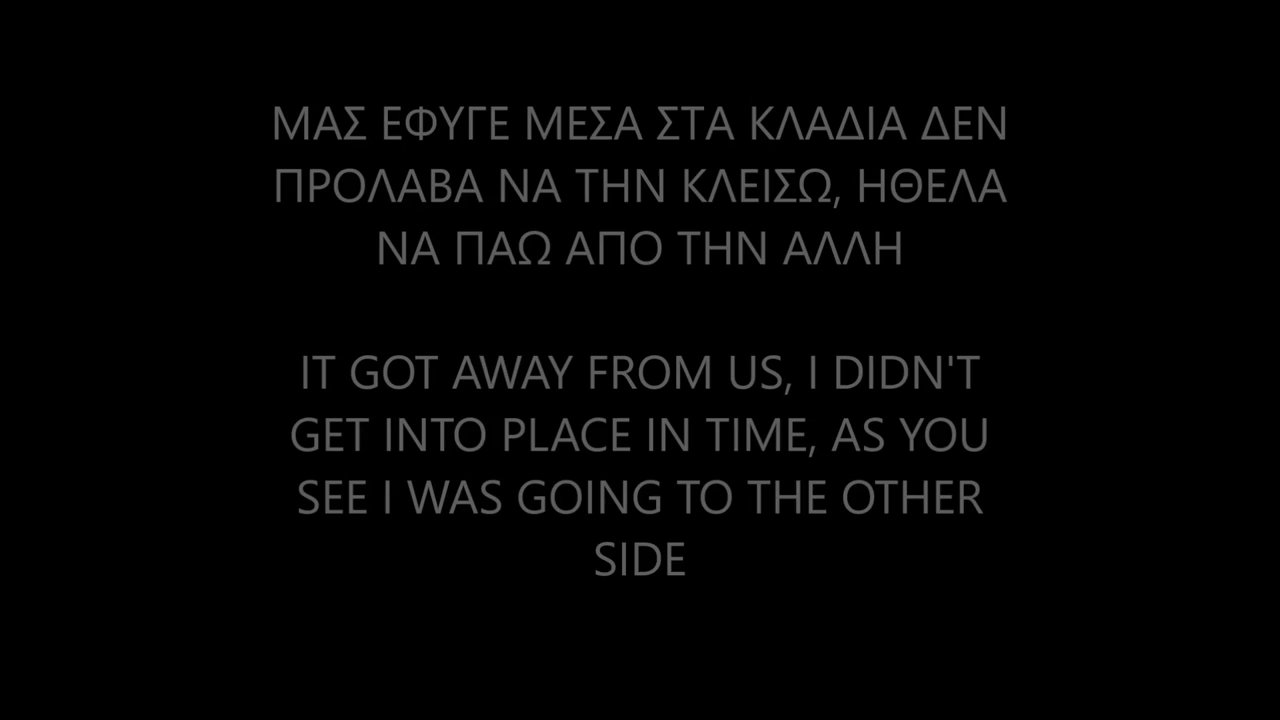 ΜΑΣ ΕΦΥΓΕ ΜΕΣΑ ΣΤΑ ΚΛΑΔΙΑ ΔΕΝ
ΠΡΟΛΑΒΑ ΝΑ ΤΗΝ ΚΛΕΙΣΩ, ΗΘΕΛΑ
ΝΑ ΠΑΩ ΑΠΟ ΤΗΝ ΑΛΛΗ
IT GOT AWAY FROM US, I DIDN'T
GET INTO PLACE IN TIME, AS YOU
SEE I WAS GOING TO THE OTHER
SIDE